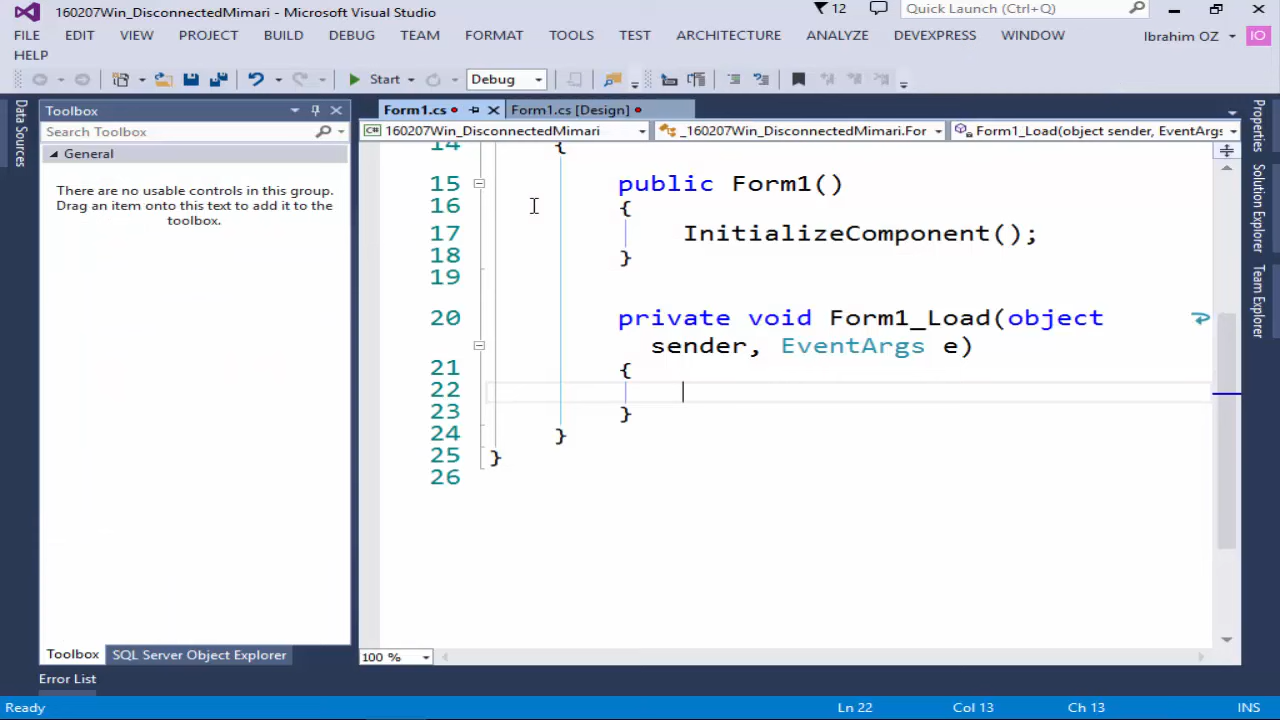 160207Win_DisconnectedMimari - Microsoft Visual Studio
12
Quick Launch (Ctrl+Q)
FILE EDIT VIEW PROJECT BUILD DEBUG TEAM FORMAT TOOLS TEST ARCHITECTURE ANALYZE DEVEXPRESS WINDOW
Ibrahim OZ IO
HELP
Start
Debug
Data Sources
Toolbox
Search Toolbox
General
There are no usable controls in this group.
Drag an item onto this text to add it to the
toolbox.
Toolbox SQL Server Object Explorer
Form1.cs Form1.cs [Design]
160207Win_DisconnectedMimari _160207Win_DisconnectedMimari.For Form1_Load(object sender, EventArgs
14 {
15 public Form1()
16 {
17 InitializeComponent();
18 }
19
20 private void Form1_Load(object
sender, EventArgs e)
21 {
22
23 }
24 }
25 }
26
100 %
Properties
Solution Explorer
Team Explorer
Error List
Ready Ln 22 Col 13 Ch 13 INS